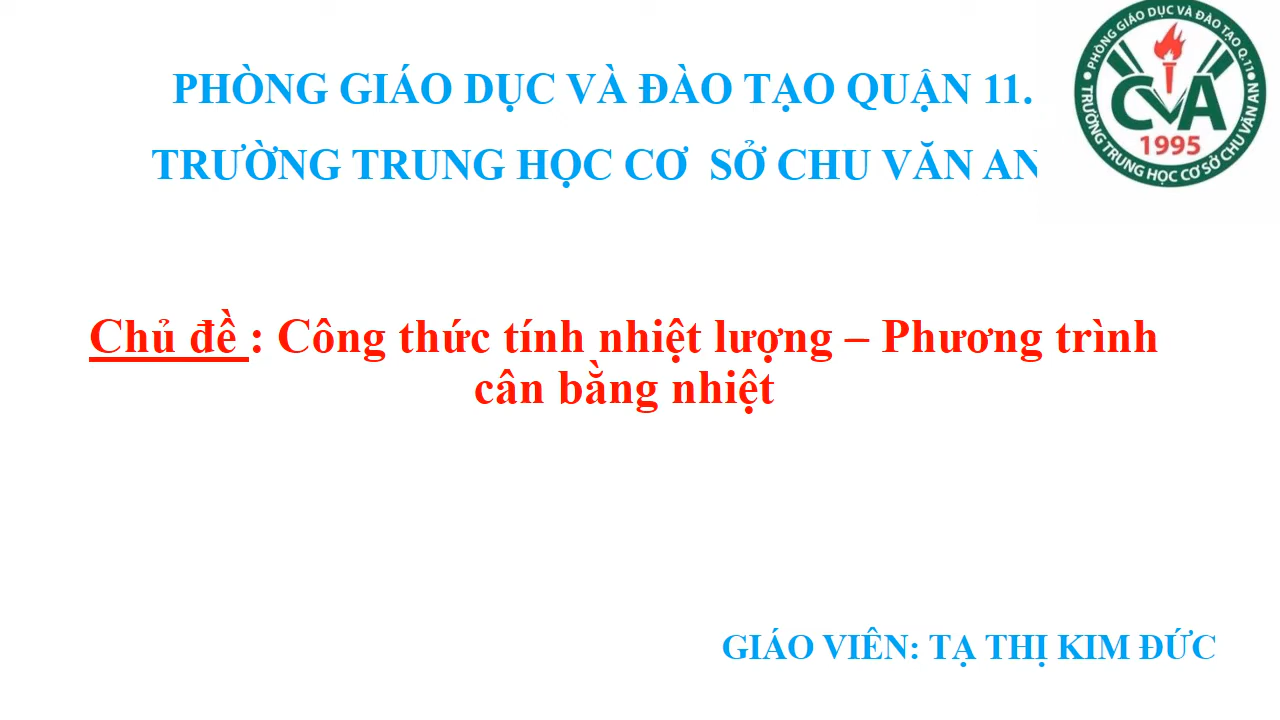 PHÒNG GIÁO DỤC VÀ ĐÀO TẠO QUẬN 11.
TRƯỜNG TRUNG HỌC CƠ SỞ CHU VĂN AN
PHÒNG GIÁO DỤC VÀ ĐÀO TẠO Q.11
CVA
1995
TRƯỜNG TRUNG HỌC CƠ SỞ CHU VĂN AN
Chủ đề : Công thức tính nhiệt lượng – Phương trình
cân bằng nhiệt
GIÁO VIÊN: TẠ THỊ KIM ĐỨC